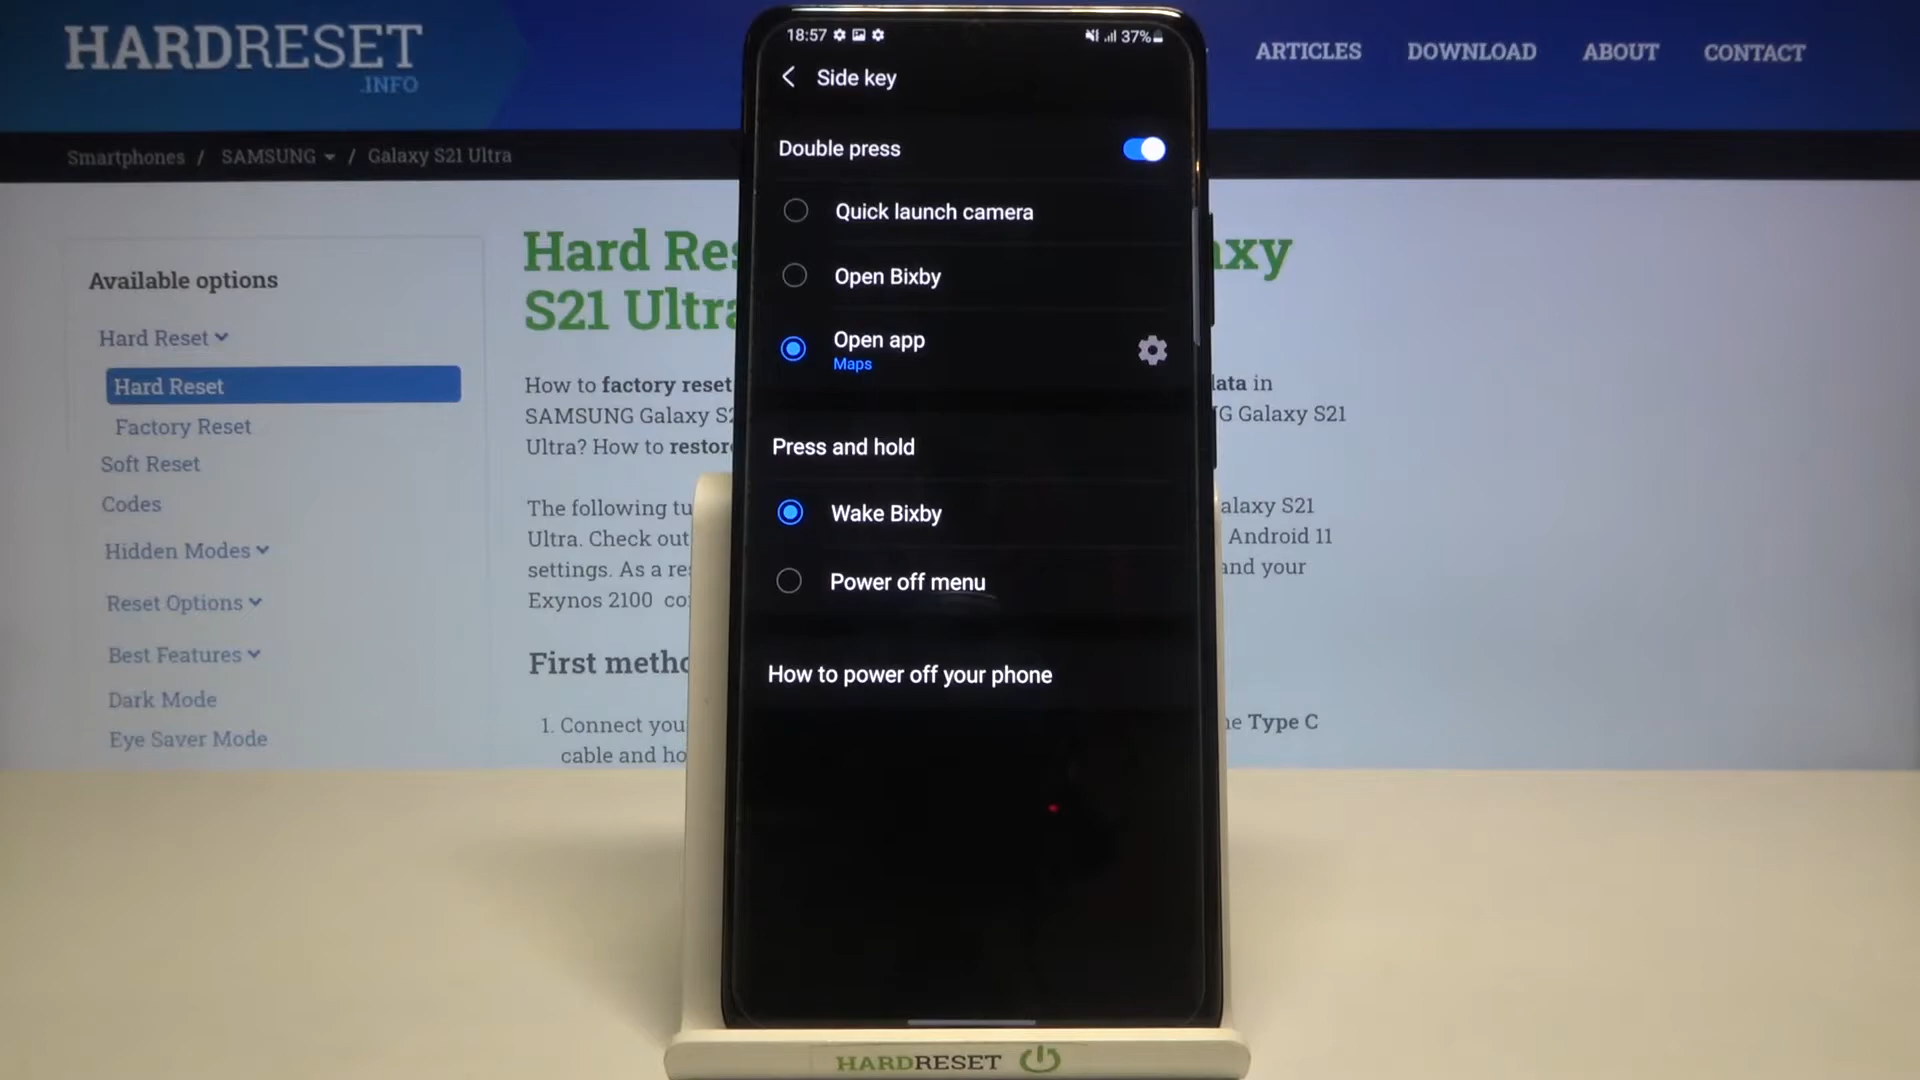 HARDRESET
.INFO
ARTICLES DOWNLOAD ABOUT CONTACT
Smartphones / SAMSUNG / Galaxy S21 Ultra
Available options
Hard Reset
Hard Reset
Factory Reset
Soft Reset
Codes
Hidden Modes
Reset Options
Best Features
Dark Mode
Eye Saver Mode
Hard Res
axy
S21 Ultra
How to factory reset
data in
SAMSUNG Galaxy S2
G Galaxy S21
Ultra? How to restore
The following tu
alaxy S21
Ultra. Check out
Android 11
settings. As a re
and your
Exynos 2100 co
First metho
1. Connect you
he Type C
cable and ho
18:57 37%
Side key
Double press
Quick launch camera
Open Bixby
Open app
Maps
Press and hold
Wake Bixby
Power off menu
How to power off your phone
HARDRESET